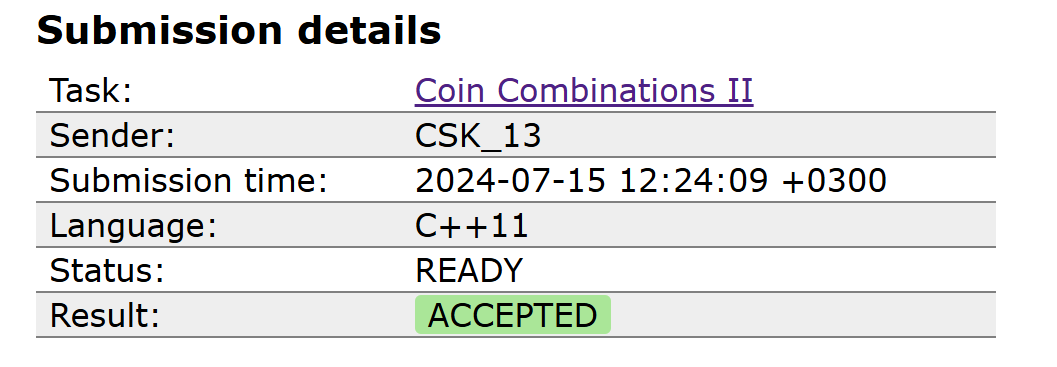 Submission details
Task: Coin Combinations II
Sender: CSK_13
Submission time: 2024-07-15 12:24:09 +0300
Language: C++11
Status: READY
Result: ACCEPTED